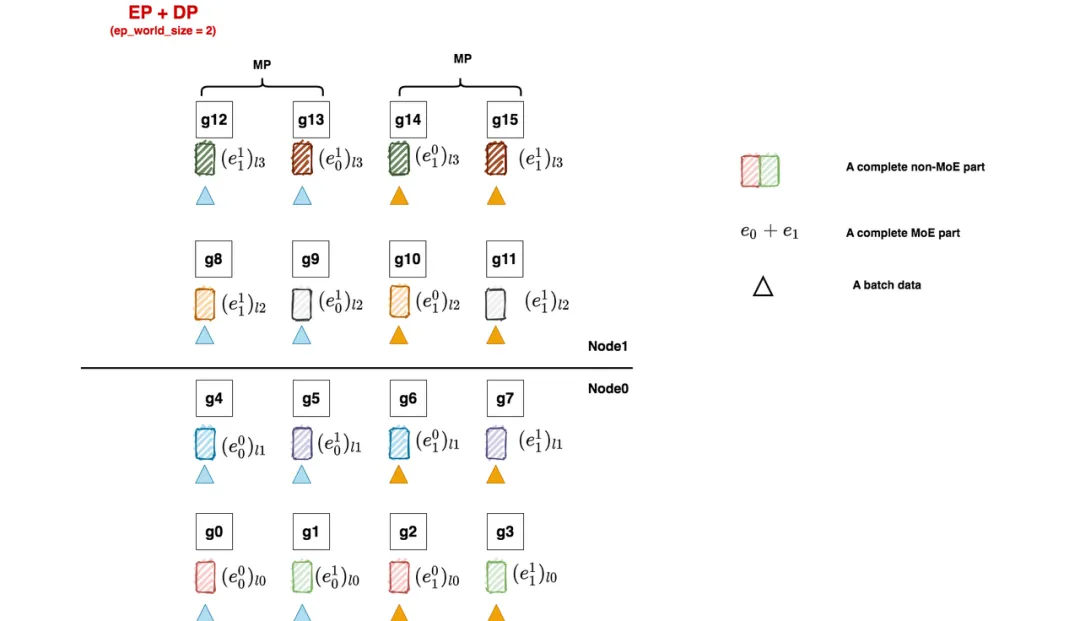 EP + DP
(ep_world_size = 2)
MP MP
g12 g13 g14 g15
(e_1^1)_{l3} (e_0^1)_{l3} (e_1^0)_{l3} (e_1^1)_{l3}
A complete non-MoE part
e_0 + e_1 A complete MoE part
g8 g9 g10 g11
A batch data
(e_1^1)_{l2} (e_0^1)_{l2} (e_1^0)_{l2} (e_1^1)_{l2}
Node1
Node0
g4 g5 g6 g7
(e_0^0)_{l1} (e_0^1)_{l1} (e_1^0)_{l1} (e_1^1)_{l1}
g0 g1 g2 g3
(e_0^0)_{l0} (e_0^1)_{l0} (e_1^0)_{l0} (e_1^1)_{l0}